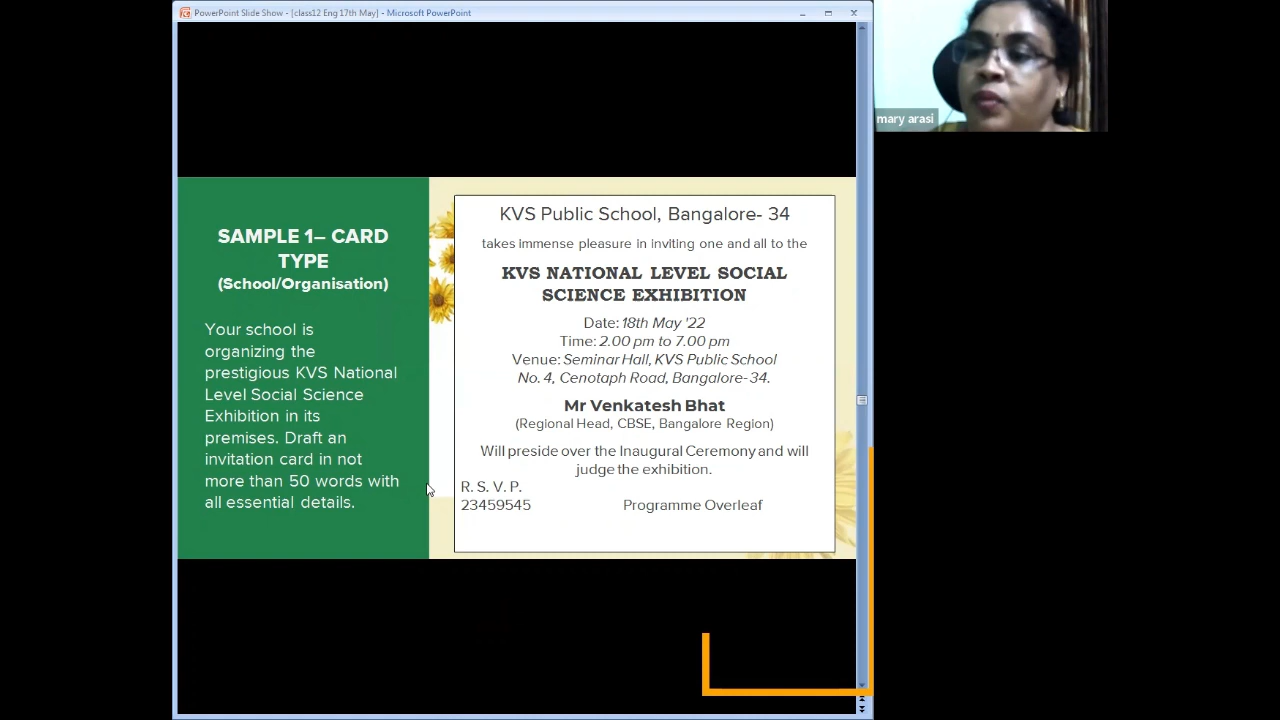 PowerPoint Slide Show - [class12 Eng 17th May] - Microsoft PowerPoint
mary arasi
SAMPLE 1– CARD
TYPE
(School/Organisation)
Your school is
organizing the
prestigious KVS National
Level Social Science
Exhibition in its
premises. Draft an
invitation card in not
more than 50 words with
all essential details.
KVS Public School, Bangalore- 34
takes immense pleasure in inviting one and all to the
KVS NATIONAL LEVEL SOCIAL
SCIENCE EXHIBITION
Date: 18th May '22
Time: 2.00 pm to 7.00 pm
Venue: Seminar Hall, KVS Public School
No. 4, Cenotaph Road, Bangalore-34.
Mr Venkatesh Bhat
(Regional Head, CBSE, Bangalore Region)
Will preside over the Inaugural Ceremony and will
judge the exhibition.
R. S. V. P.
23459545 Programme Overleaf